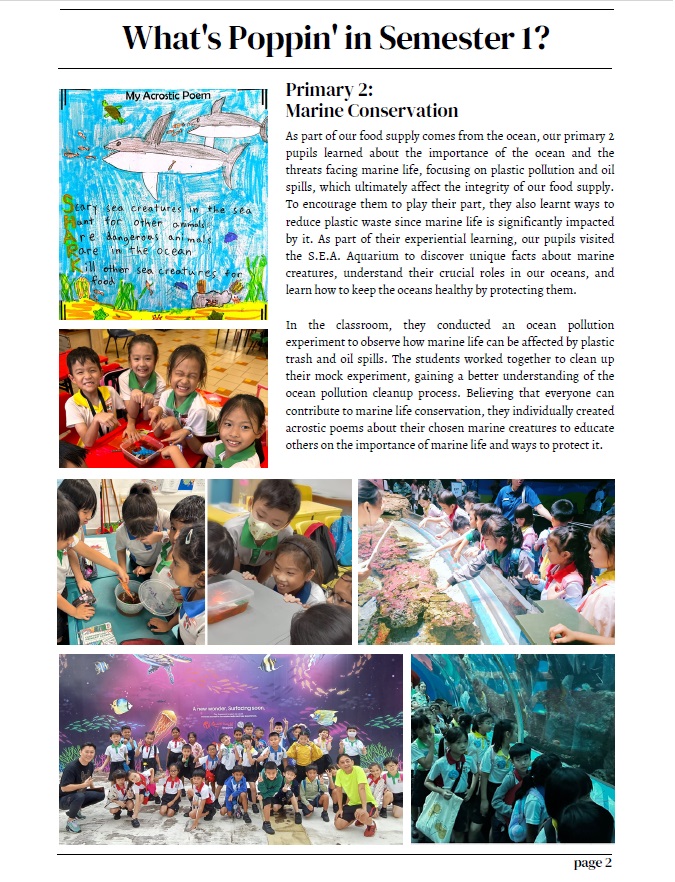 What's Poppin' in Semester 1?
My Acrostic Poem
Scary sea creatures in the sea
Hunt for other animals
Are dangerous animals
Rare in the ocean
Kill other sea creatures for
food
Primary 2:
Marine Conservation
As part of our food supply comes from the ocean, our primary 2
pupils learned about the importance of the ocean and the
threats facing marine life, focusing on plastic pollution and oil
spills, which ultimately affect the integrity of our food supply.
To encourage them to play their part, they also learnt ways to
reduce plastic waste since marine life is significantly impacted
by it. As part of their experiential learning, our pupils visited
the S.E.A. Aquarium to discover unique facts about marine
creatures, understand their crucial roles in our oceans, and
learn how to keep the oceans healthy by protecting them.
In the classroom, they conducted an ocean pollution
experiment to observe how marine life can be affected by plastic
trash and oil spills. The students worked together to clean up
their mock experiment, gaining a better understanding of the
ocean pollution cleanup process. Believing that everyone can
contribute to marine life conservation, they individually created
acrostic poems about their chosen marine creatures to educate
others on the importance of marine life and ways to protect it.
A new wonder. Surfacing soon.
page 2